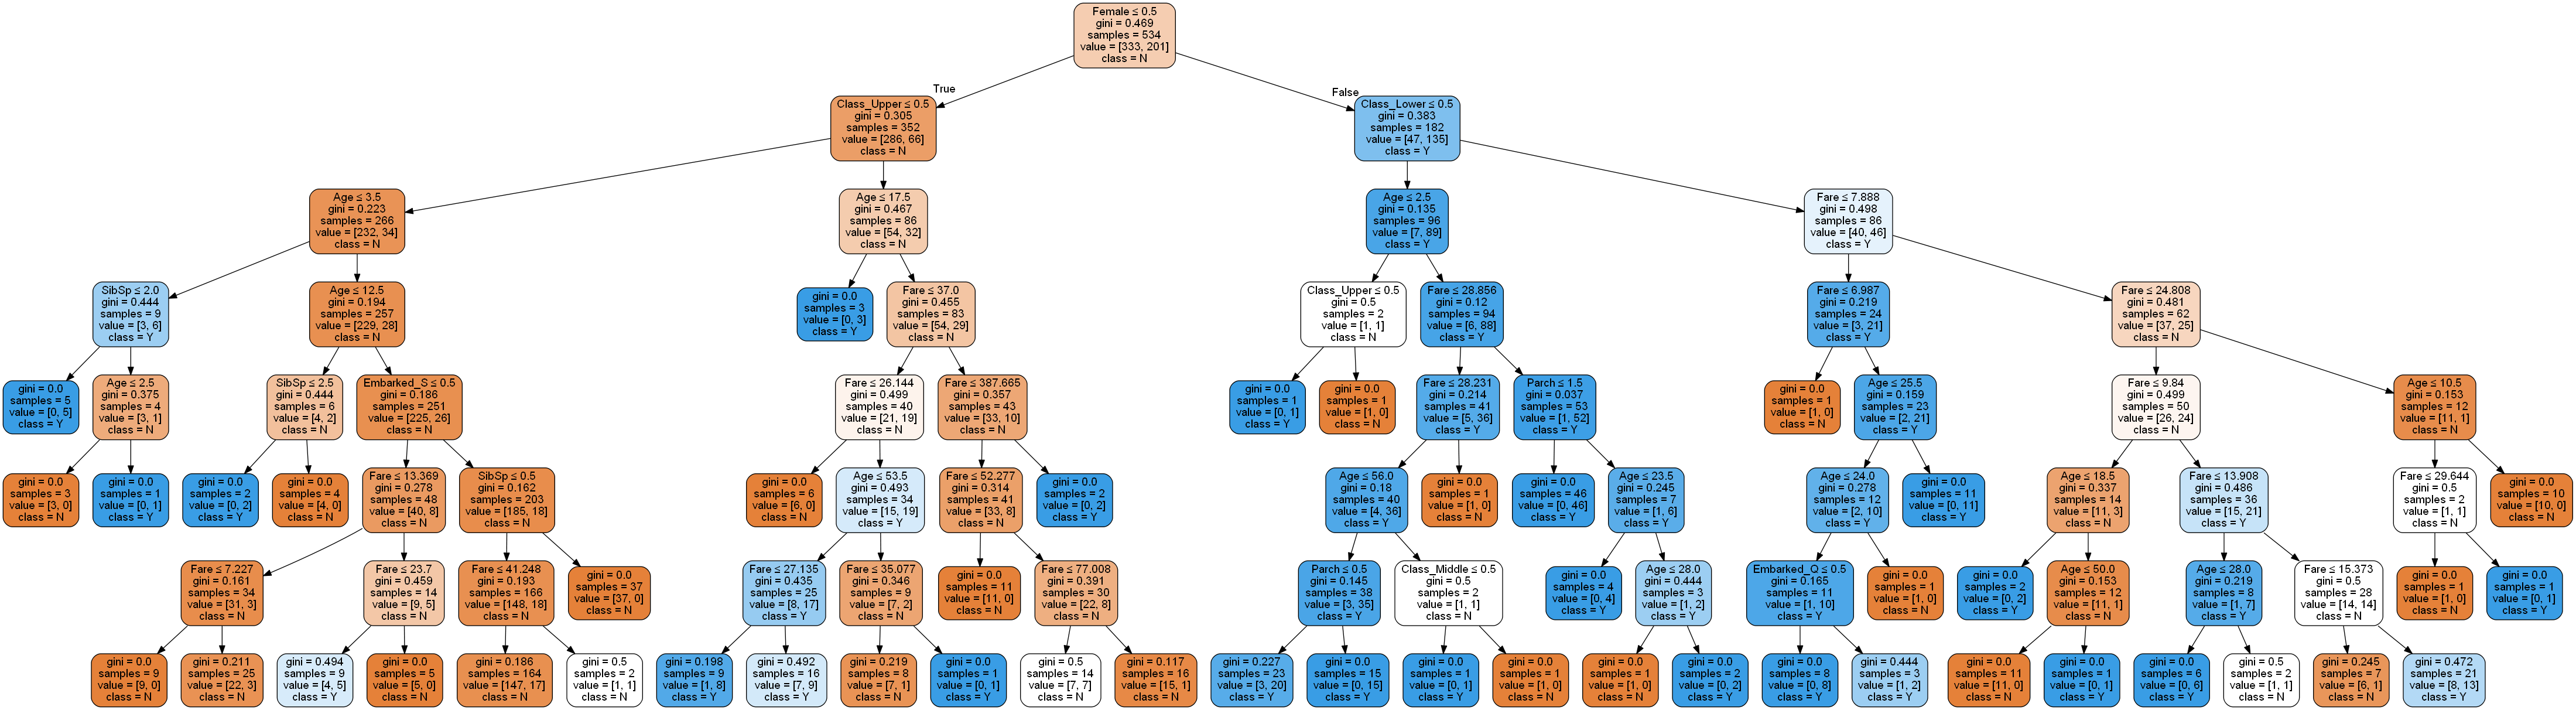 Female ≤ 0.5
gini = 0.469
samples = 534
value = [333, 201]
class = N
True
False
Class_Upper ≤ 0.5
gini = 0.305
samples = 352
value = [286, 66]
class = N
Class_Lower ≤ 0.5
gini = 0.383
samples = 182
value = [47, 135]
class = Y
Age ≤ 3.5
gini = 0.223
samples = 266
value = [232, 34]
class = N
Age ≤ 17.5
gini = 0.467
samples = 86
value = [54, 32]
class = N
Age ≤ 2.5
gini = 0.135
samples = 96
value = [7, 89]
class = Y
Fare ≤ 7.888
gini = 0.498
samples = 86
value = [40, 46]
class = Y
SibSp ≤ 2.0
gini = 0.444
samples = 9
value = [3, 6]
class = Y
Age ≤ 12.5
gini = 0.194
samples = 257
value = [229, 28]
class = N
gini = 0.0
samples = 3
value = [0, 3]
class = Y
Fare ≤ 37.0
gini = 0.455
samples = 83
value = [54, 29]
class = N
Class_Upper ≤ 0.5
gini = 0.5
samples = 2
value = [1, 1]
class = N
Fare ≤ 28.856
gini = 0.12
samples = 94
value = [6, 88]
class = Y
Fare ≤ 6.987
gini = 0.219
samples = 24
value = [3, 21]
class = Y
Fare ≤ 24.808
gini = 0.481
samples = 62
value = [37, 25]
class = N
gini = 0.0
samples = 5
value = [0, 5]
class = Y
Age ≤ 2.5
gini = 0.375
samples = 4
value = [3, 1]
class = N
SibSp ≤ 2.5
gini = 0.444
samples = 6
value = [4, 2]
class = N
Embarked_S ≤ 0.5
gini = 0.186
samples = 251
value = [225, 26]
class = N
Fare ≤ 26.144
gini = 0.499
samples = 40
value = [21, 19]
class = N
Fare ≤ 387.665
gini = 0.357
samples = 43
value = [33, 10]
class = N
gini = 0.0
samples = 1
value = [0, 1]
class = Y
gini = 0.0
samples = 1
value = [1, 0]
class = N
Fare ≤ 28.231
gini = 0.214
samples = 41
value = [5, 36]
class = Y
Parch ≤ 1.5
gini = 0.037
samples = 53
value = [1, 52]
class = Y
gini = 0.0
samples = 1
value = [1, 0]
class = N
Age ≤ 25.5
gini = 0.159
samples = 23
value = [2, 21]
class = Y
Fare ≤ 9.84
gini = 0.499
samples = 50
value = [26, 24]
class = N
Age ≤ 10.5
gini = 0.153
samples = 12
value = [11, 1]
class = N
gini = 0.0
samples = 3
value = [3, 0]
class = N
gini = 0.0
samples = 1
value = [0, 1]
class = Y
gini = 0.0
samples = 2
value = [0, 2]
class = Y
gini = 0.0
samples = 4
value = [4, 0]
class = N
Fare ≤ 13.369
gini = 0.278
samples = 48
value = [40, 8]
class = N
SibSp ≤ 0.5
gini = 0.162
samples = 203
value = [185, 18]
class = N
gini = 0.0
samples = 6
value = [6, 0]
class = N
Age ≤ 53.5
gini = 0.493
samples = 34
value = [15, 19]
class = Y
Fare ≤ 52.277
gini = 0.314
samples = 41
value = [33, 8]
class = N
gini = 0.0
samples = 2
value = [0, 2]
class = Y
Age ≤ 56.0
gini = 0.18
samples = 40
value = [4, 36]
class = Y
gini = 0.0
samples = 1
value = [1, 0]
class = N
gini = 0.0
samples = 46
value = [0, 46]
class = Y
Age ≤ 23.5
gini = 0.245
samples = 7
value = [1, 6]
class = Y
Age ≤ 24.0
gini = 0.278
samples = 12
value = [2, 10]
class = Y
gini = 0.0
samples = 11
value = [0, 11]
class = Y
Age ≤ 18.5
gini = 0.337
samples = 14
value = [11, 3]
class = N
Fare ≤ 13.908
gini = 0.486
samples = 36
value = [15, 21]
class = Y
Fare ≤ 29.644
gini = 0.5
samples = 2
value = [1, 1]
class = N
gini = 0.0
samples = 10
value = [10, 0]
class = N
Fare ≤ 7.227
gini = 0.161
samples = 34
value = [31, 3]
class = N
Fare ≤ 23.7
gini = 0.459
samples = 14
value = [9, 5]
class = N
Fare ≤ 41.248
gini = 0.193
samples = 166
value = [148, 18]
class = N
gini = 0.0
samples = 37
value = [37, 0]
class = N
Fare ≤ 27.135
gini = 0.435
samples = 25
value = [8, 17]
class = Y
Fare ≤ 35.077
gini = 0.346
samples = 9
value = [7, 2]
class = N
gini = 0.0
samples = 11
value = [11, 0]
class = N
Fare ≤ 77.008
gini = 0.391
samples = 30
value = [22, 8]
class = N
Parch ≤ 0.5
gini = 0.145
samples = 38
value = [3, 35]
class = Y
Class_Middle ≤ 0.5
gini = 0.5
samples = 2
value = [1, 1]
class = N
gini = 0.0
samples = 4
value = [0, 4]
class = Y
Age ≤ 28.0
gini = 0.444
samples = 3
value = [1, 2]
class = Y
Embarked_Q ≤ 0.5
gini = 0.165
samples = 11
value = [1, 10]
class = Y
gini = 0.0
samples = 1
value = [1, 0]
class = N
gini = 0.0
samples = 2
value = [0, 2]
class = Y
Age ≤ 50.0
gini = 0.153
samples = 12
value = [11, 1]
class = N
Age ≤ 28.0
gini = 0.219
samples = 8
value = [1, 7]
class = Y
Fare ≤ 15.373
gini = 0.5
samples = 28
value = [14, 14]
class = N
gini = 0.0
samples = 1
value = [1, 0]
class = N
gini = 0.0
samples = 1
value = [0, 1]
class = Y
gini = 0.0
samples = 9
value = [9, 0]
class = N
gini = 0.211
samples = 25
value = [22, 3]
class = N
gini = 0.494
samples = 9
value = [4, 5]
class = Y
gini = 0.0
samples = 5
value = [5, 0]
class = N
gini = 0.186
samples = 164
value = [147, 17]
class = N
gini = 0.5
samples = 2
value = [1, 1]
class = N
gini = 0.198
samples = 9
value = [1, 8]
class = Y
gini = 0.492
samples = 16
value = [7, 9]
class = Y
gini = 0.219
samples = 8
value = [7, 1]
class = N
gini = 0.0
samples = 1
value = [0, 1]
class = Y
gini = 0.5
samples = 14
value = [7, 7]
class = N
gini = 0.117
samples = 16
value = [15, 1]
class = N
gini = 0.227
samples = 23
value = [3, 20]
class = Y
gini = 0.0
samples = 15
value = [0, 15]
class = Y
gini = 0.0
samples = 1
value = [0, 1]
class = Y
gini = 0.0
samples = 1
value = [1, 0]
class = N
gini = 0.0
samples = 1
value = [1, 0]
class = N
gini = 0.0
samples = 2
value = [0, 2]
class = Y
gini = 0.0
samples = 8
value = [0, 8]
class = Y
gini = 0.444
samples = 3
value = [1, 2]
class = Y
gini = 0.0
samples = 11
value = [11, 0]
class = N
gini = 0.0
samples = 1
value = [0, 1]
class = Y
gini = 0.0
samples = 6
value = [0, 6]
class = Y
gini = 0.5
samples = 2
value = [1, 1]
class = N
gini = 0.245
samples = 7
value = [6, 1]
class = N
gini = 0.472
samples = 21
value = [8, 13]
class = Y